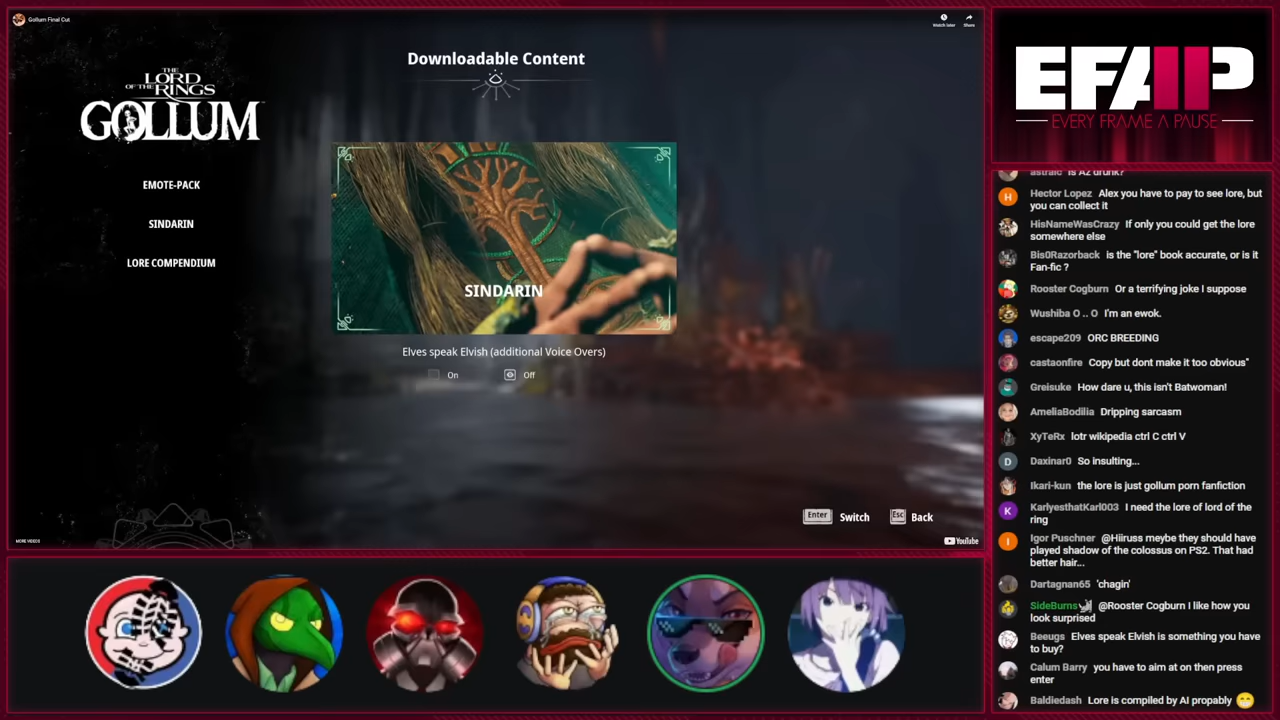 Gollum Final Cut
Watch later
Share
THE
LORD
OF THE RINGS
GOLLUM
EMOTE-PACK
SINDARIN
LORE COMPENDIUM
Downloadable Content
SINDARIN
Elves speak Elvish (additional Voice Overs)
On
Off
Enter
Switch
Esc
Back
MORE VIDEOS
YouTube
EFAP
EVERY FRAME A PAUSE
astralc Is AZ drunk?
H
Hector Lopez Alex you have to pay to see lore, but
you can collect it
HisNameWasCrazy If only you could get the lore
somewhere else
Bis0Razorback is the "lore" book accurate, or is it
Fan-fic ?
Rooster Cogburn Or a terrifying joke I suppose
Wushiba O .. O I'm an ewok.
escape209 ORC BREEDING
castaonfire Copy but dont make it too obvious"
Greisuke How dare u, this isn't Batwoman!
AmeliaBodilia Dripping sarcasm
XyTeRx lotr wikipedia ctrl C ctrl V
D
Daxinar0 So insulting...
Ikari-kun the lore is just gollum porn fanfiction
K
KarlyesthatKarl003 I need the lore of lord of the
ring
I
Igor Puschner @Hiiruss meybe they should have
played shadow of the colossus on PS2. That had
better hair...
Dartagnan65 'chagin'
SideBurns @Rooster Cogburn I like how you
look surprised
Beeugs Elves speak Elvish is something you have
to buy?
Calum Barry you have to aim at on then press
enter
Baldiedash Lore is compiled by AI propably